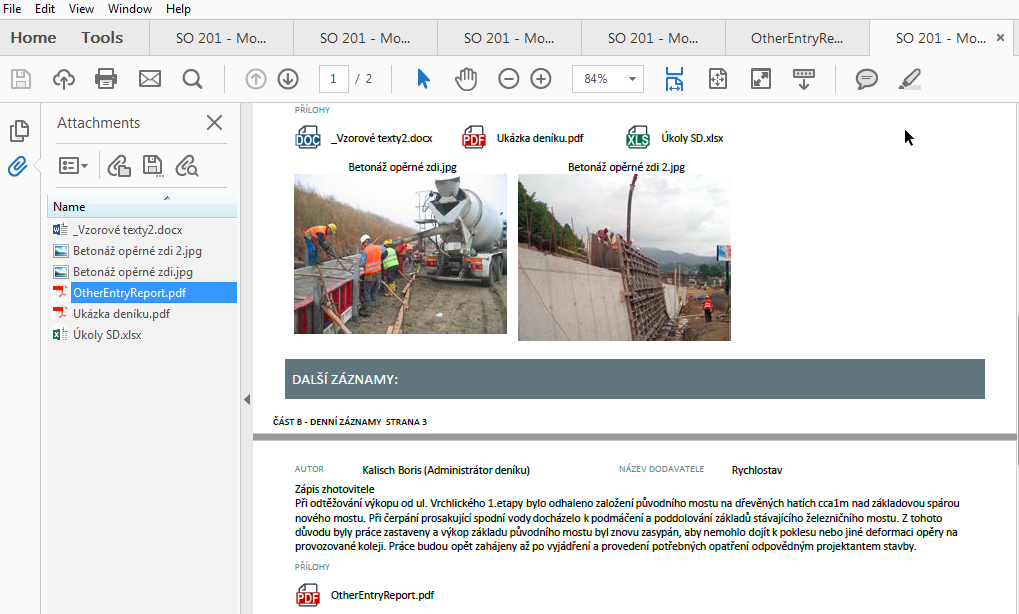 File Edit View Window Help
Home Tools SO 201 - Mo... SO 201 - Mo... SO 201 - Mo... SO 201 - Mo... OtherEntryRe... SO 201 - Mo... ×
1 / 2 84%
Attachments
Name
_Vzorové texty2.docx
Betonáž opěrné zdi 2.jpg
Betonáž opěrné zdi.jpg
OtherEntryReport.pdf
Ukázka deníku.pdf
Úkoly SD.xlsx
PŘÍLOHY
DOC _Vzorové texty2.docx PDF Ukázka deníku.pdf XLS Úkoly SD.xlsx
Betonáž opěrné zdi.jpg Betonáž opěrné zdi 2.jpg
DALŠÍ ZÁZNAMY:
ČÁST B - DENNÍ ZÁZNAMY STRANA 3
AUTOR Kalisch Boris (Administrátor deníku) NÁZEV DODAVATELE Rychlostav
Zápis zhotovitele
Při odtěžování výkopu od ul. Vrchlického 1.etapy bylo odhaleno založení původního mostu na dřevěných hatích cca1m nad základovou spárou
nového mostu. Při čerpání prosakující spodní vody docházelo k podmáčení a poddolování základů stávajícího železničního mostu. Z tohoto
důvodu byly práce zastaveny a výkop základu původního mostu byl znovu zasypán, aby nemohlo dojít k poklesu nebo jiné deformaci opěry na
provozované koleji. Práce budou opět zahájeny až po vyjádření a provedení potřebných opatření odpovědným projektantem stavby.
PŘÍLOHY
PDF OtherEntryReport.pdf